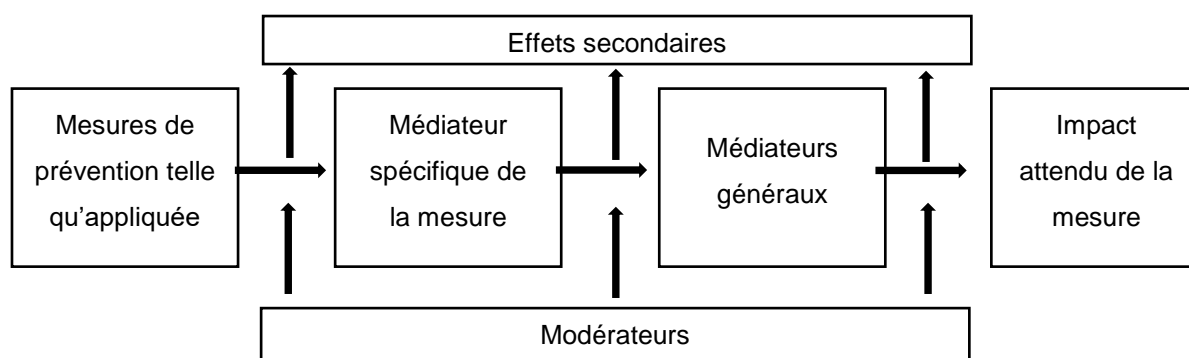 Effets secondaires
Mesures de
prévention telle
qu’appliquée
Médiateur
spécifique de
la mesure
Médiateurs
généraux
Impact
attendu de la
mesure
Modérateurs